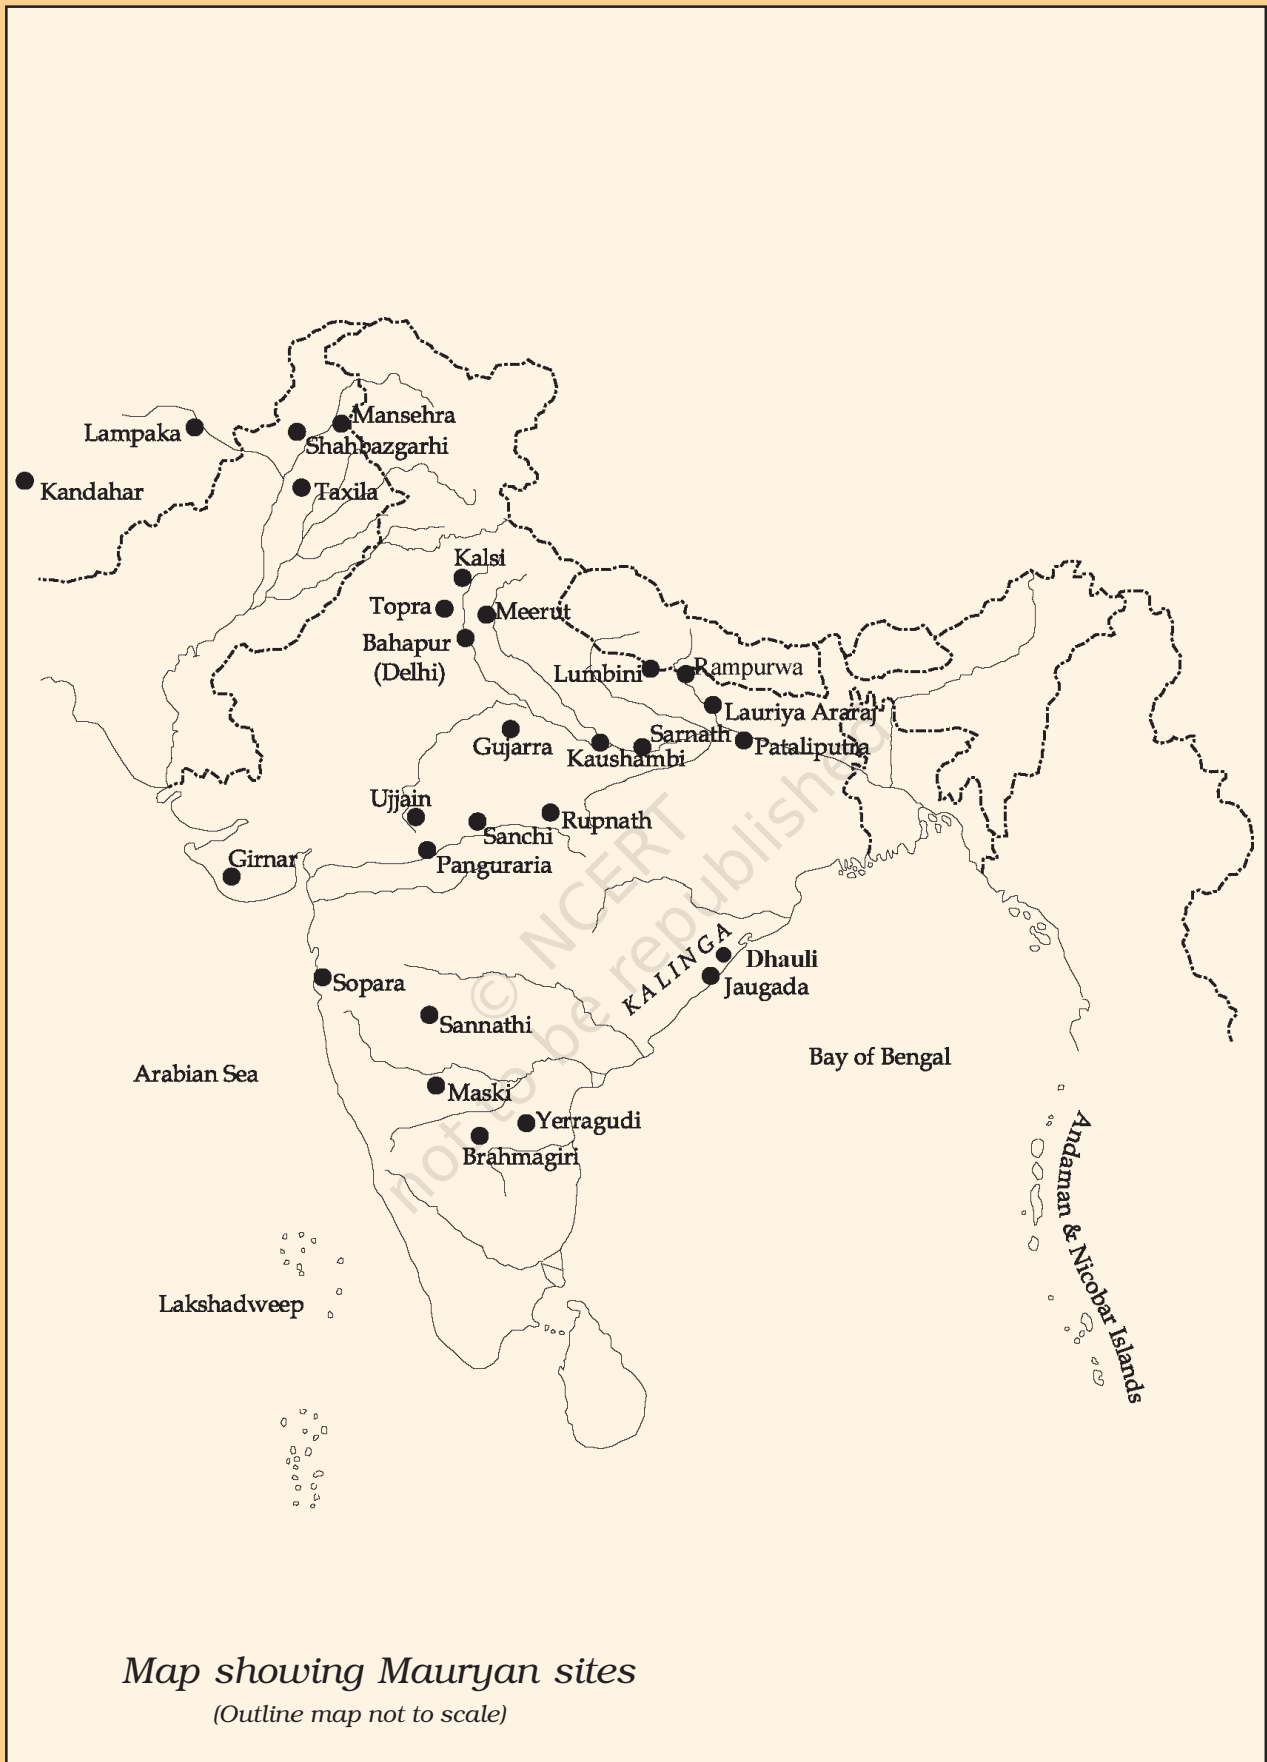 Mansehra
Lampaka
Shahbazgarhi
Kandahar
Taxila
Kalsi
Topra
Meerut
Bahapur
(Delhi)
Lumbini
Rampurwa
Lauriya Araraj
Sarnath
Gujarra
Kaushambi
Pataliputra
Ujjain
Rupnath
Sanchi
Girnar
Panguraria
KALINGA
Dhauli
Sopara
Jaugada
Sannathi
Bay of Bengal
Arabian Sea
Maski
Yerragudi
Brahmagiri
Andaman & Nicobar Islands
Lakshadweep
© NCERT
not to be republished
Map showing Mauryan sites
(Outline map not to scale)